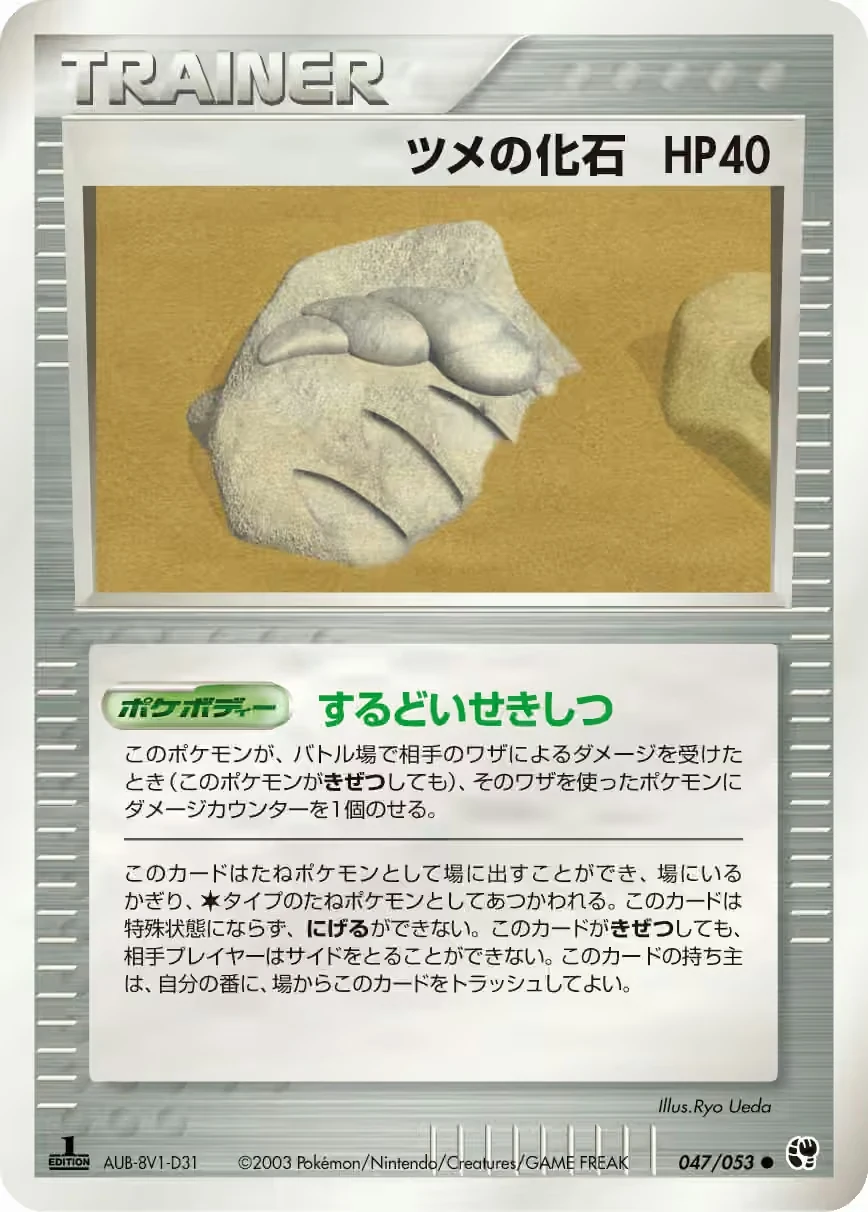 TRAINER
ツメの化石 HP40
ポケボディー するどいせきしつ
このポケモンが、バトル場で相手のワザによるダメージを受けた
とき(このポケモンがきぜつしても)、そのワザを使ったポケモンに
ダメージカウンターを1個のせる。
このカードはたねポケモンとして場に出すことができ、場にいる
かぎり、タイプのたねポケモンとしてあつかわれる。このカードは
特殊状態にならず、にげるができない。このカードがきぜつしても、
相手プレイヤーはサイドをとることができない。このカードの持ち主
は、自分の番に、場からこのカードをトラッシュしてよい。
Illus.Ryo Ueda
1 EDITION AUB-8V1-D31 ©2003 Pokémon/Nintendo/Creatures/GAME FREAK 047/053 ●